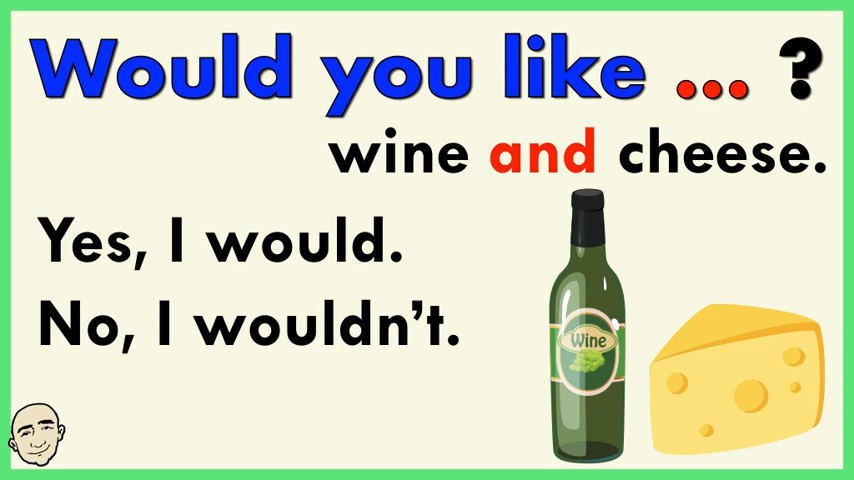 Would you like ... ?
wine and cheese.
Yes, I would.
No, I wouldn't.
Wine